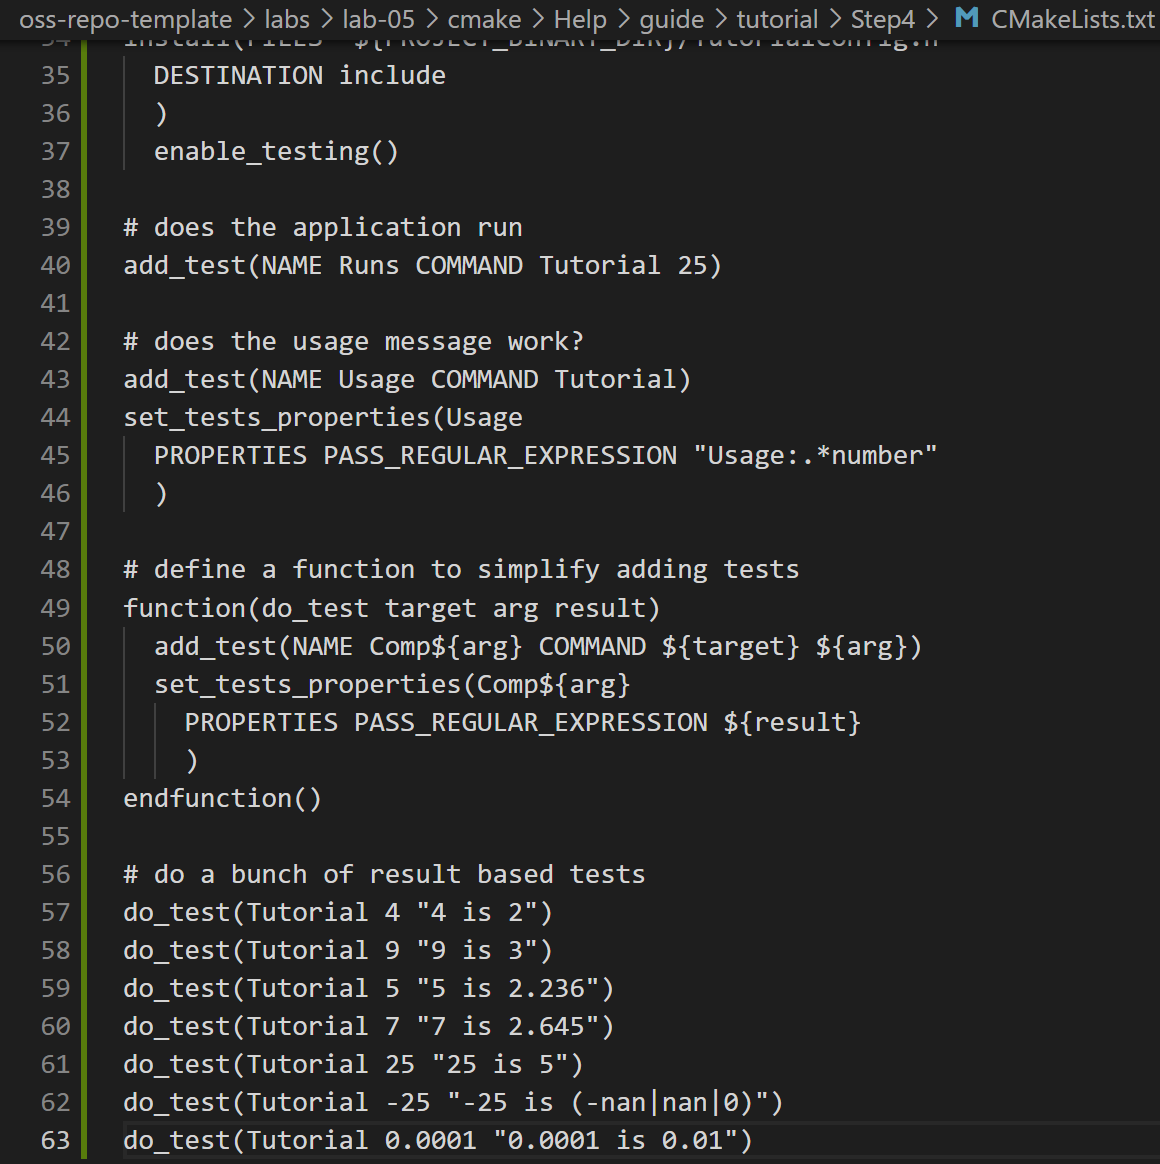 oss-repo-template > labs > lab-05 > cmake > Help > guide > tutorial > Step4 > M CMakeLists.txt
34 install(FILES "${PROJECT_BINARY_DIR}/TutorialConfig.h"
35   DESTINATION include
36   )
37   enable_testing()
38
39 # does the application run
40 add_test(NAME Runs COMMAND Tutorial 25)
41
42 # does the usage message work?
43 add_test(NAME Usage COMMAND Tutorial)
44 set_tests_properties(Usage
45   PROPERTIES PASS_REGULAR_EXPRESSION "Usage:.*number"
46   )
47
48 # define a function to simplify adding tests
49 function(do_test target arg result)
50   add_test(NAME Comp${arg} COMMAND ${target} ${arg})
51   set_tests_properties(Comp${arg}
52     PROPERTIES PASS_REGULAR_EXPRESSION ${result}
53     )
54 endfunction()
55
56 # do a bunch of result based tests
57 do_test(Tutorial 4 "4 is 2")
58 do_test(Tutorial 9 "9 is 3")
59 do_test(Tutorial 5 "5 is 2.236")
60 do_test(Tutorial 7 "7 is 2.645")
61 do_test(Tutorial 25 "25 is 5")
62 do_test(Tutorial -25 "-25 is (-nan|nan|0)")
63 do_test(Tutorial 0.0001 "0.0001 is 0.01")